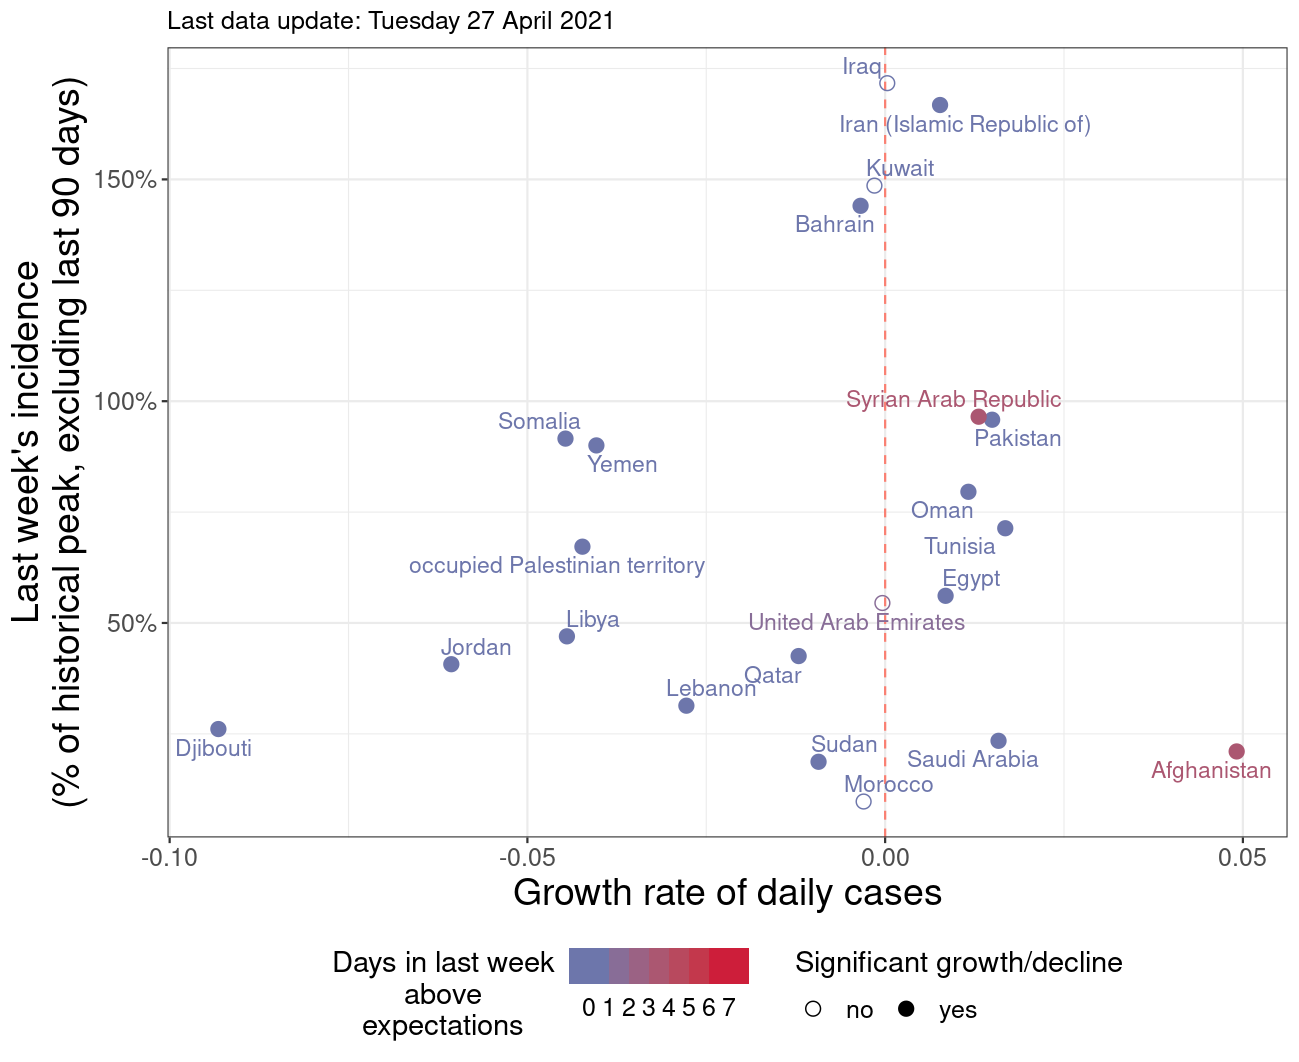 Last data update: Tuesday 27 April 2021
Last week's incidence
(% of historical peak, excluding last 90 days)
150%
100%
50%
Iraq
Iran (Islamic Republic of)
Kuwait
Bahrain
Syrian Arab Republic
Somalia
Pakistan
Yemen
Oman
Tunisia
occupied Palestinian territory
Egypt
Libya
United Arab Emirates
Jordan
Qatar
Lebanon
Sudan
Djibouti
Saudi Arabia
Afghanistan
Morocco
-0.10
-0.05
0.00
0.05
Growth rate of daily cases
Days in last week
above
expectations
0 1 2 3 4 5 6 7
Significant growth/decline
no
yes